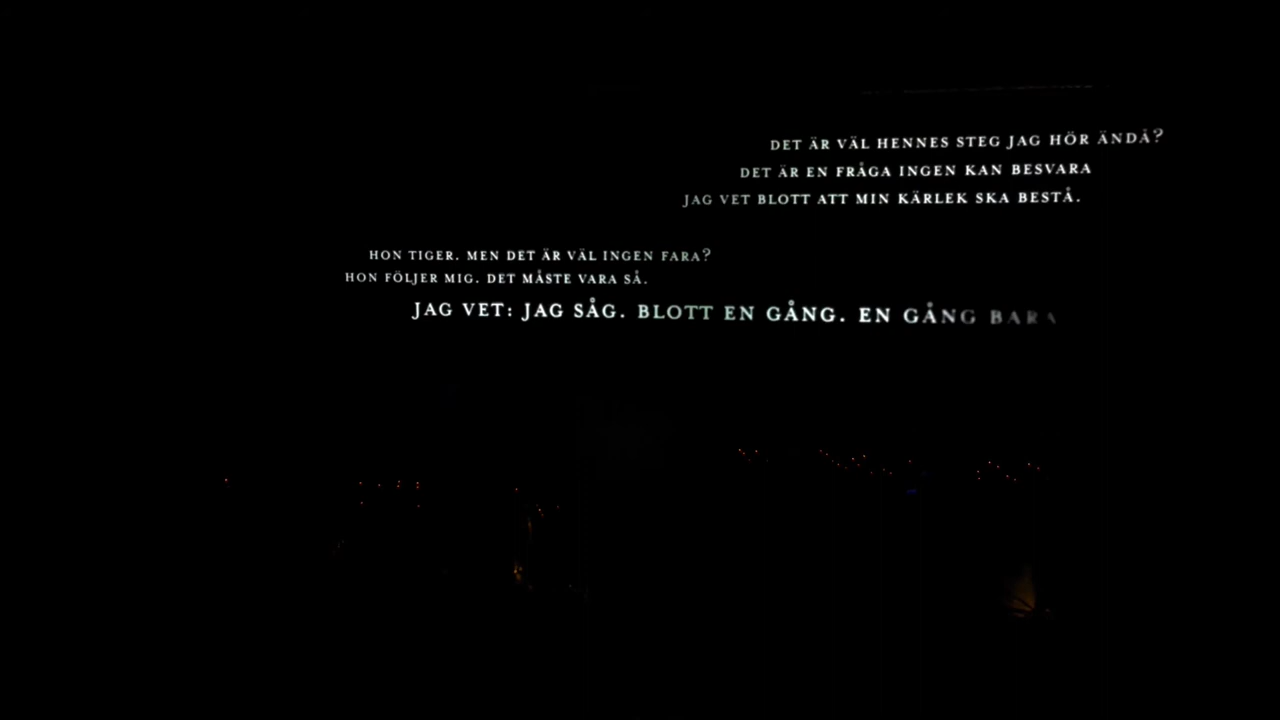 DET ÄR VÄL HENNES STEG JAG HÖR ÄNDÅ?
DET ÄR EN FRÅGA INGEN KAN BESVARA
JAG VET BLOTT ATT MIN KÄRLEK SKA BESTÅ.
HON TIGER. MEN DET ÄR VÄL INGEN FARA?
HON FÖLJER MIG. DET MÅSTE VARA SÅ.
JAG VET: JAG SÅG. BLOTT EN GÅNG. EN GÅNG BARA